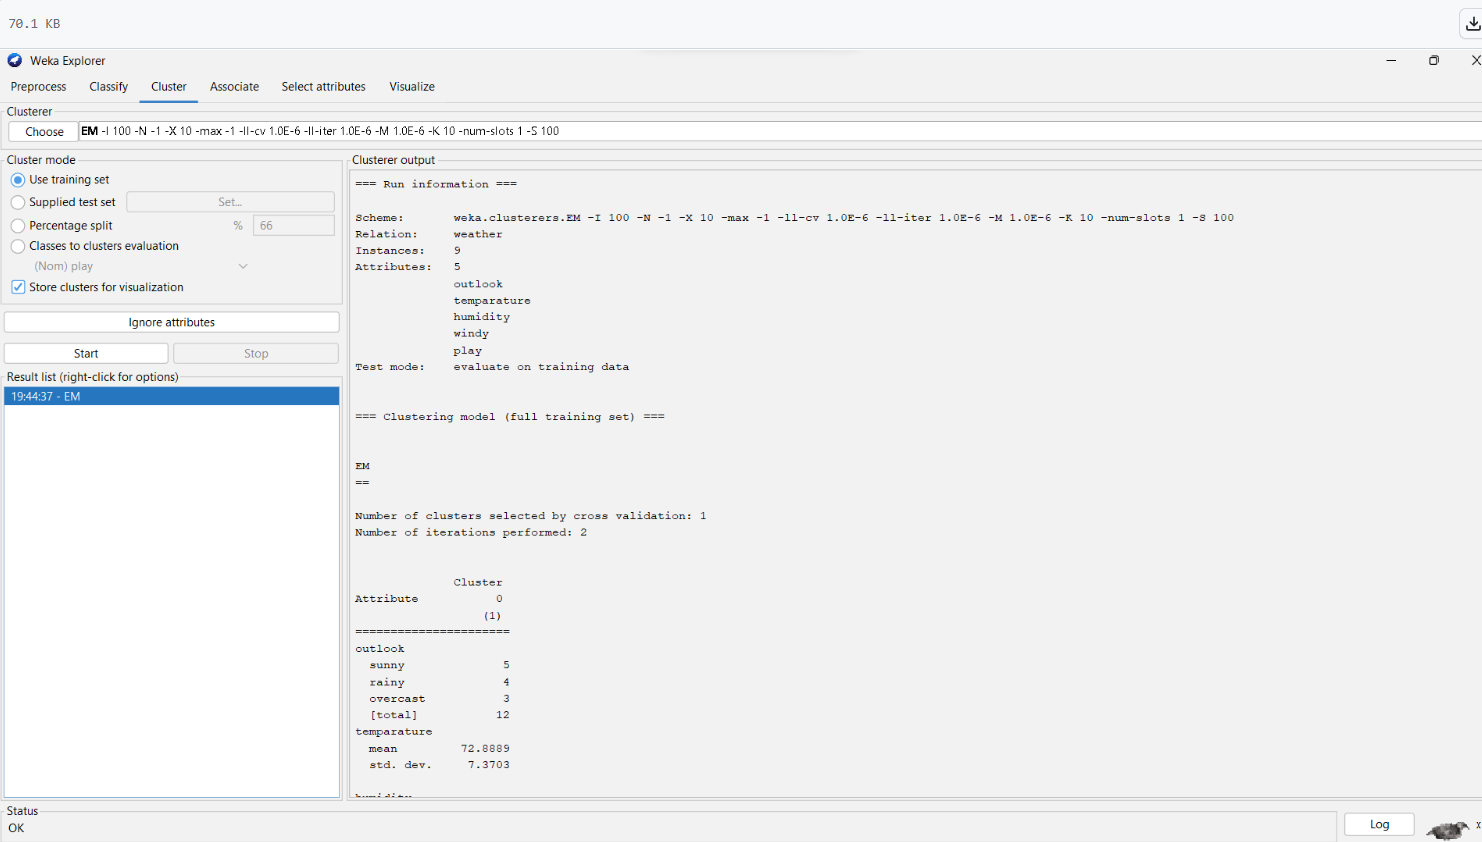 70.1 KB
Weka Explorer
Preprocess Classify Cluster Associate Select attributes Visualize
Clusterer
Choose EM -I 100 -N -1 -X 10 -max -1 -ll-cv 1.0E-6 -ll-iter 1.0E-6 -M 1.0E-6 -K 10 -num-slots 1 -S 100
Cluster mode
Use training set
Supplied test set Set...
Percentage split % 66
Classes to clusters evaluation
(Nom) play
Store clusters for visualization
Ignore attributes
Start Stop
Result list (right-click for options)
19:44:37 - EM
Clusterer output
=== Run information ===
Scheme: weka.clusterers.EM -I 100 -N -1 -X 10 -max -1 -ll-cv 1.0E-6 -ll-iter 1.0E-6 -M 1.0E-6 -K 10 -num-slots 1 -S 100
Relation: weather
Instances: 9
Attributes: 5
outlook
temparature
humidity
windy
play
Test mode: evaluate on training data
=== Clustering model (full training set) ===
EM
==
Number of clusters selected by cross validation: 1
Number of iterations performed: 2
Cluster
Attribute 0
(1)
======================
outlook
sunny 5
rainy 4
overcast 3
[total] 12
temparature
mean 72.8889
std. dev. 7.3703
humidity
Status
OK
Log x